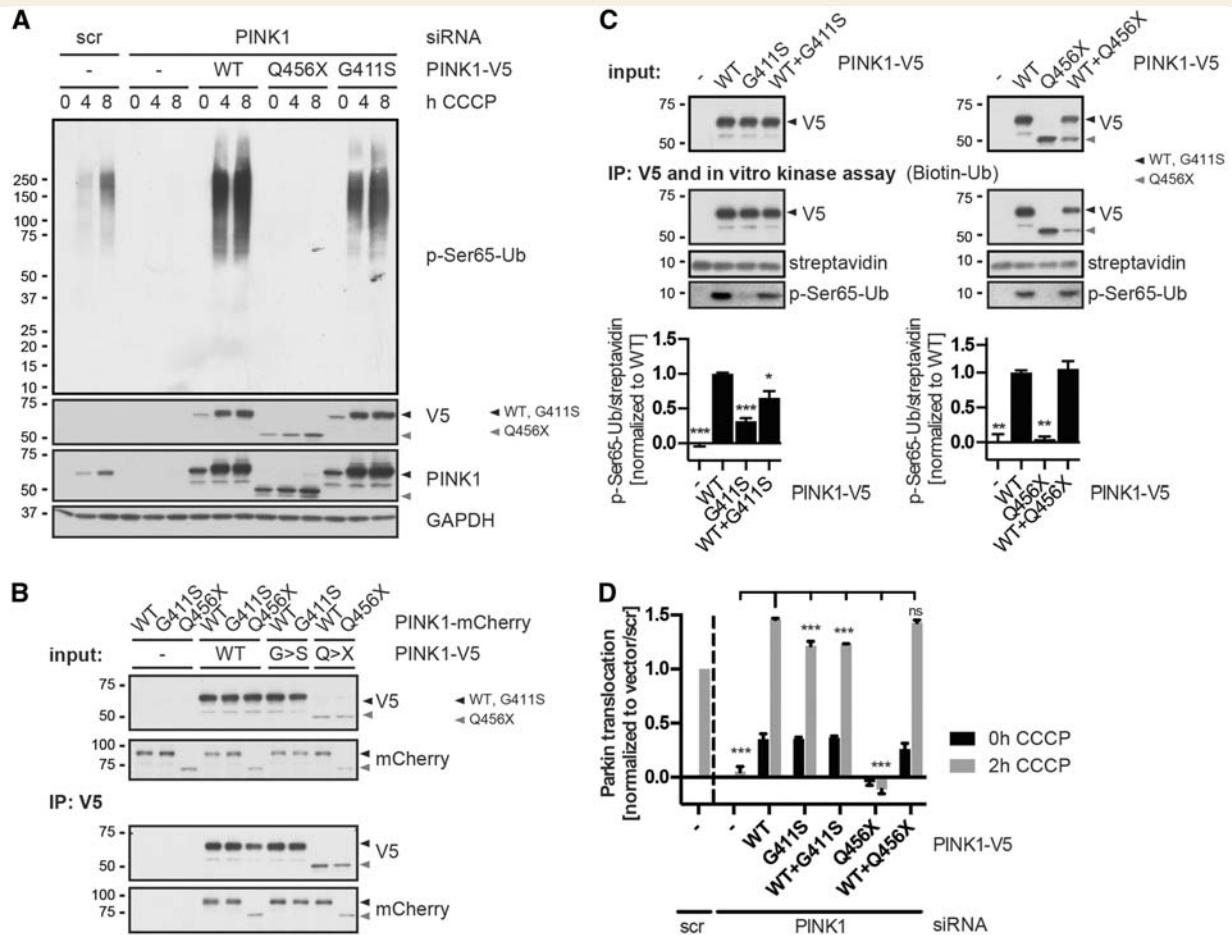 A
scr PINK1 siRNA
- - WT Q456X G411S PINK1-V5
0 4 8 0 4 8 0 4 8 0 4 8 0 4 8 h CCCP
250
150
100
75
50
37
25
20
15
10
p-Ser65-Ub
75
50
V5
WT, G411S
Q456X
75
50
PINK1
37
GAPDH
B
WT G411S Q456X WT G411S Q456X WT G411S WT Q456X PINK1-mCherry
input: - WT G>S Q>X PINK1-V5
75
50
V5
WT, G411S
Q456X
100
75
mCherry
IP: V5
75
50
V5
100
75
mCherry
C
input: - WT G411S WT+G411S PINK1-V5
- WT Q456X WT+Q456X PINK1-V5
75
50
V5
75
50
V5
WT, G411S
Q456X
IP: V5 and in vitro kinase assay (Biotin-Ub)
75
50
V5
75
50
V5
10
streptavidin
10
streptavidin
10
p-Ser65-Ub
10
p-Ser65-Ub
p-Ser65-Ub/streptavidin
[normalized to WT]
1.5
1.0
0.5
0.0
***
***
*
- WT G411S WT+G411S PINK1-V5
p-Ser65-Ub/streptavidin
[normalized to WT]
1.5
1.0
0.5
0.0
**
**
- WT Q456X WT+Q456X PINK1-V5
D
Parkin translocation
[normalized to vector/scr]
1.5
1.0
0.5
0.0
***
***
***
***
ns
0h CCCP
2h CCCP
- - WT G411S WT+G411S Q456X WT+Q456X PINK1-V5
scr PINK1 siRNA